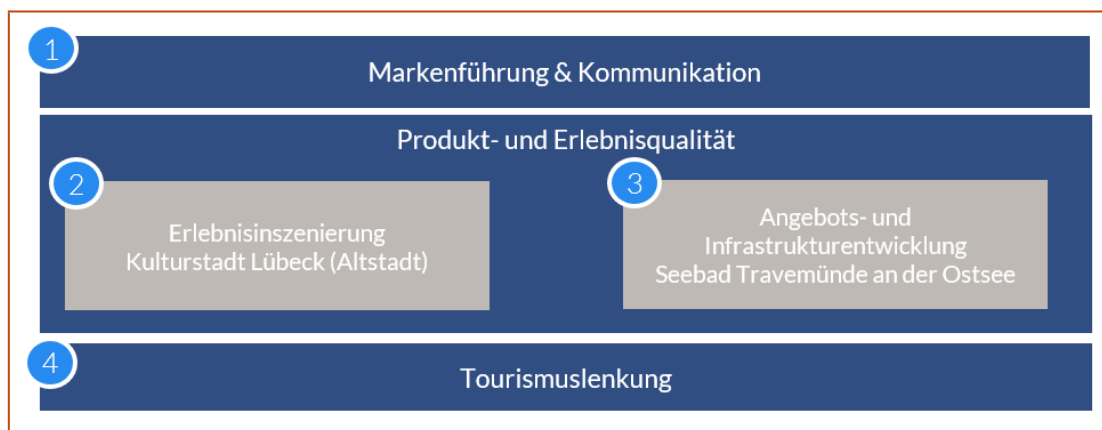 1
Markenführung & Kommunikation
Produkt- und Erlebnisqualität
2
Erlebnisinszenierung
Kulturstadt Lübeck (Altstadt)
3
Angebots- und
Infrastrukturentwicklung
Seebad Travemünde an der Ostsee
4
Tourismuslenkung